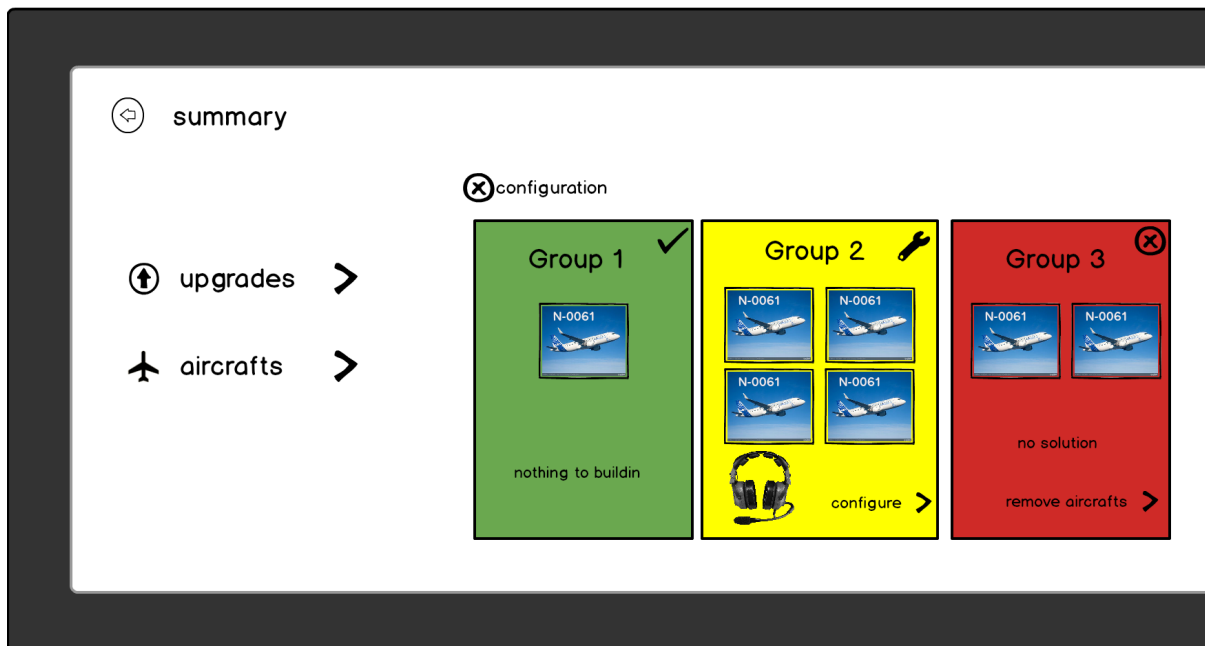 summary
configuration
upgrades
aircrafts
Group 1
N-0061
nothing to buildin
Group 2
N-0061
N-0061
N-0061
N-0061
configure
Group 3
N-0061
N-0061
no solution
remove aircrafts